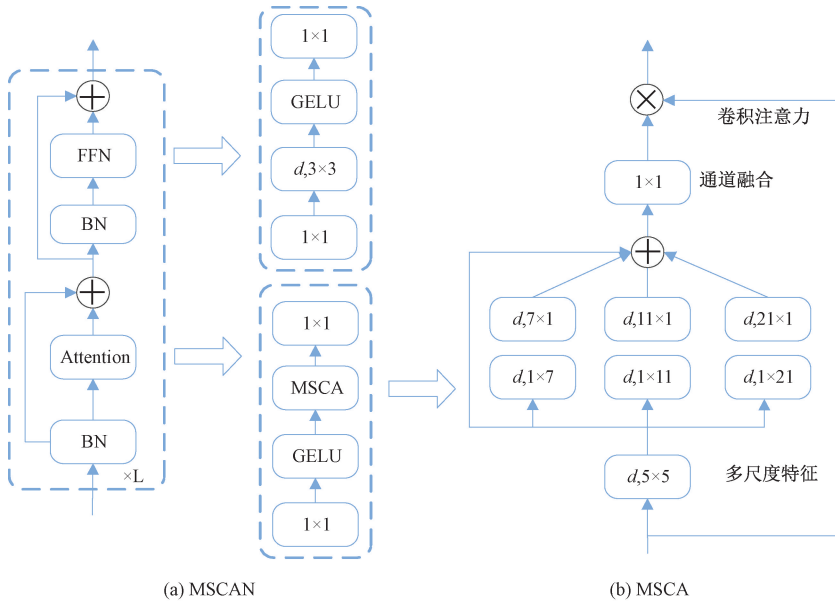 1×1
GELU
d,3×3
1×1
FFN
BN
Attention
BN
×L
1×1
MSCA
GELU
1×1
(a) MSCAN
卷积注意力
1×1
通道融合
d,7×1
d,11×1
d,21×1
d,1×7
d,1×11
d,1×21
d,5×5
多尺度特征
(b) MSCA